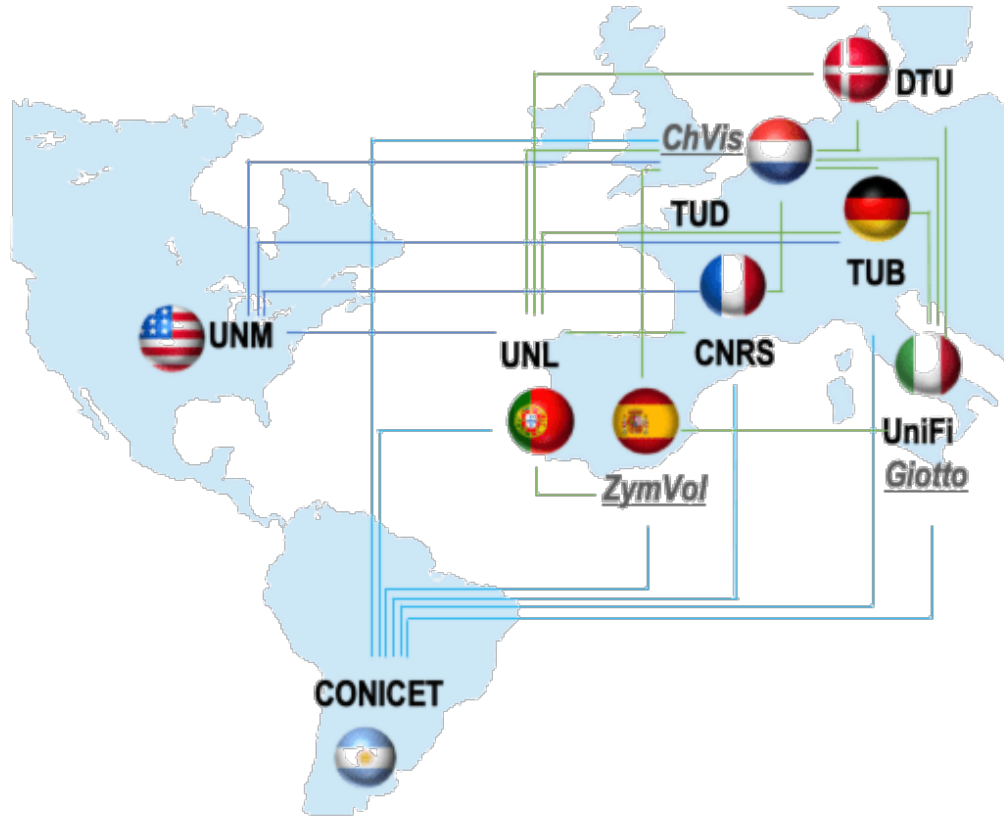 DTU
ChVis
TUD
TUB
UNM
UNL
CNRS
UniFi
Giotto
ZymVol
CONICET